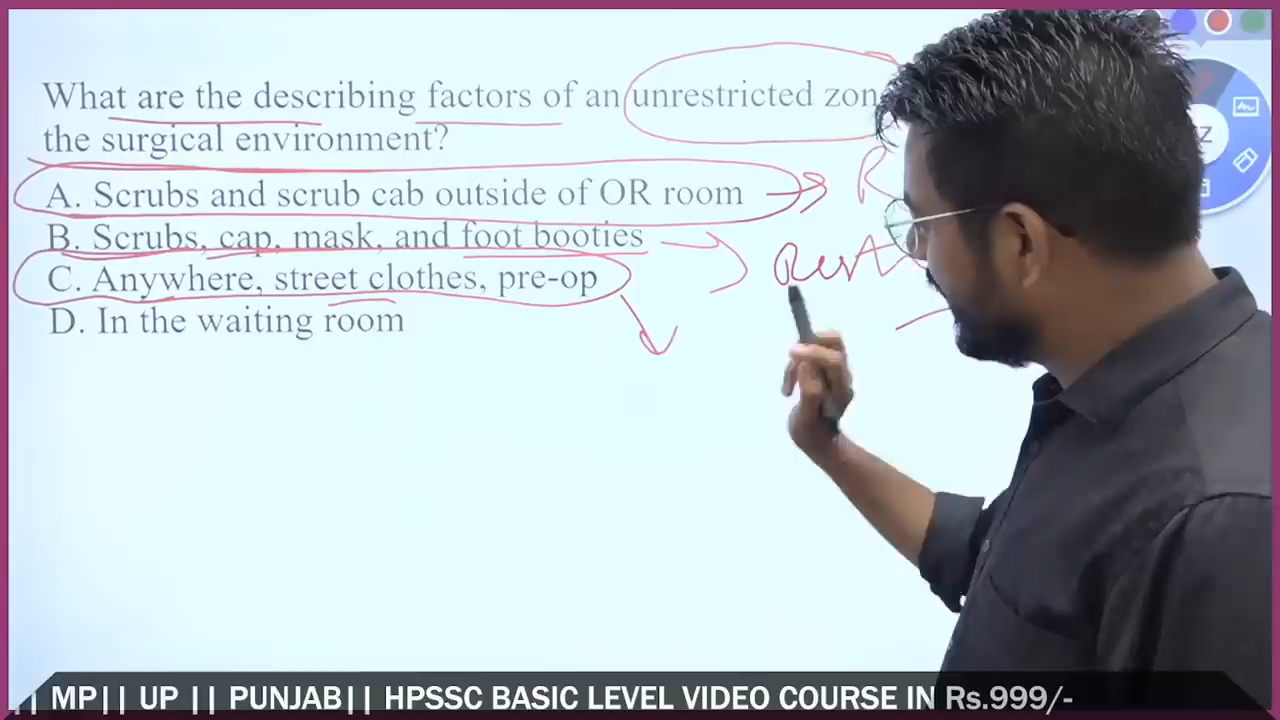 What are the describing factors of an unrestricted zon
the surgical environment?
A. Scrubs and scrub cab outside of OR room
R
B. Scrubs, cap, mask, and foot booties
Rest
C. Anywhere, street clothes, pre-op
D. In the waiting room
Z
|| MP|| UP || PUNJAB|| HPSSC BASIC LEVEL VIDEO COURSE IN Rs.999/-